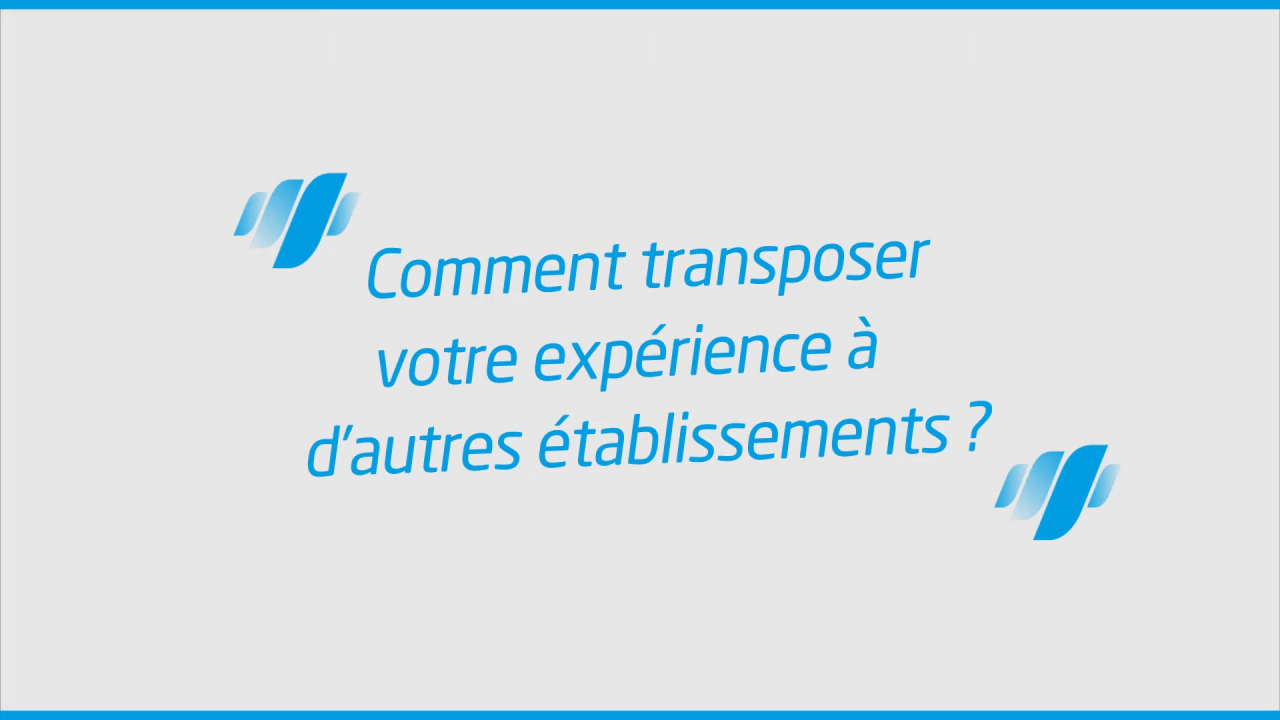 Comment transposer
votre expérience à
d'autres établissements ?